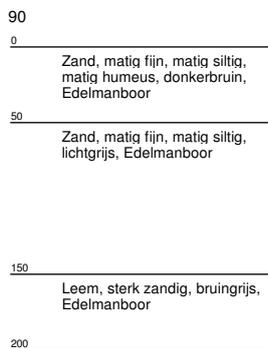 90
0
Zand, matig fijn, matig siltig,
matig humeus, donkerbruin,
Edelmanboor
50
Zand, matig fijn, matig siltig,
lichtgrijs, Edelmanboor
150
Leem, sterk zandig, bruingrijs,
Edelmanboor
200